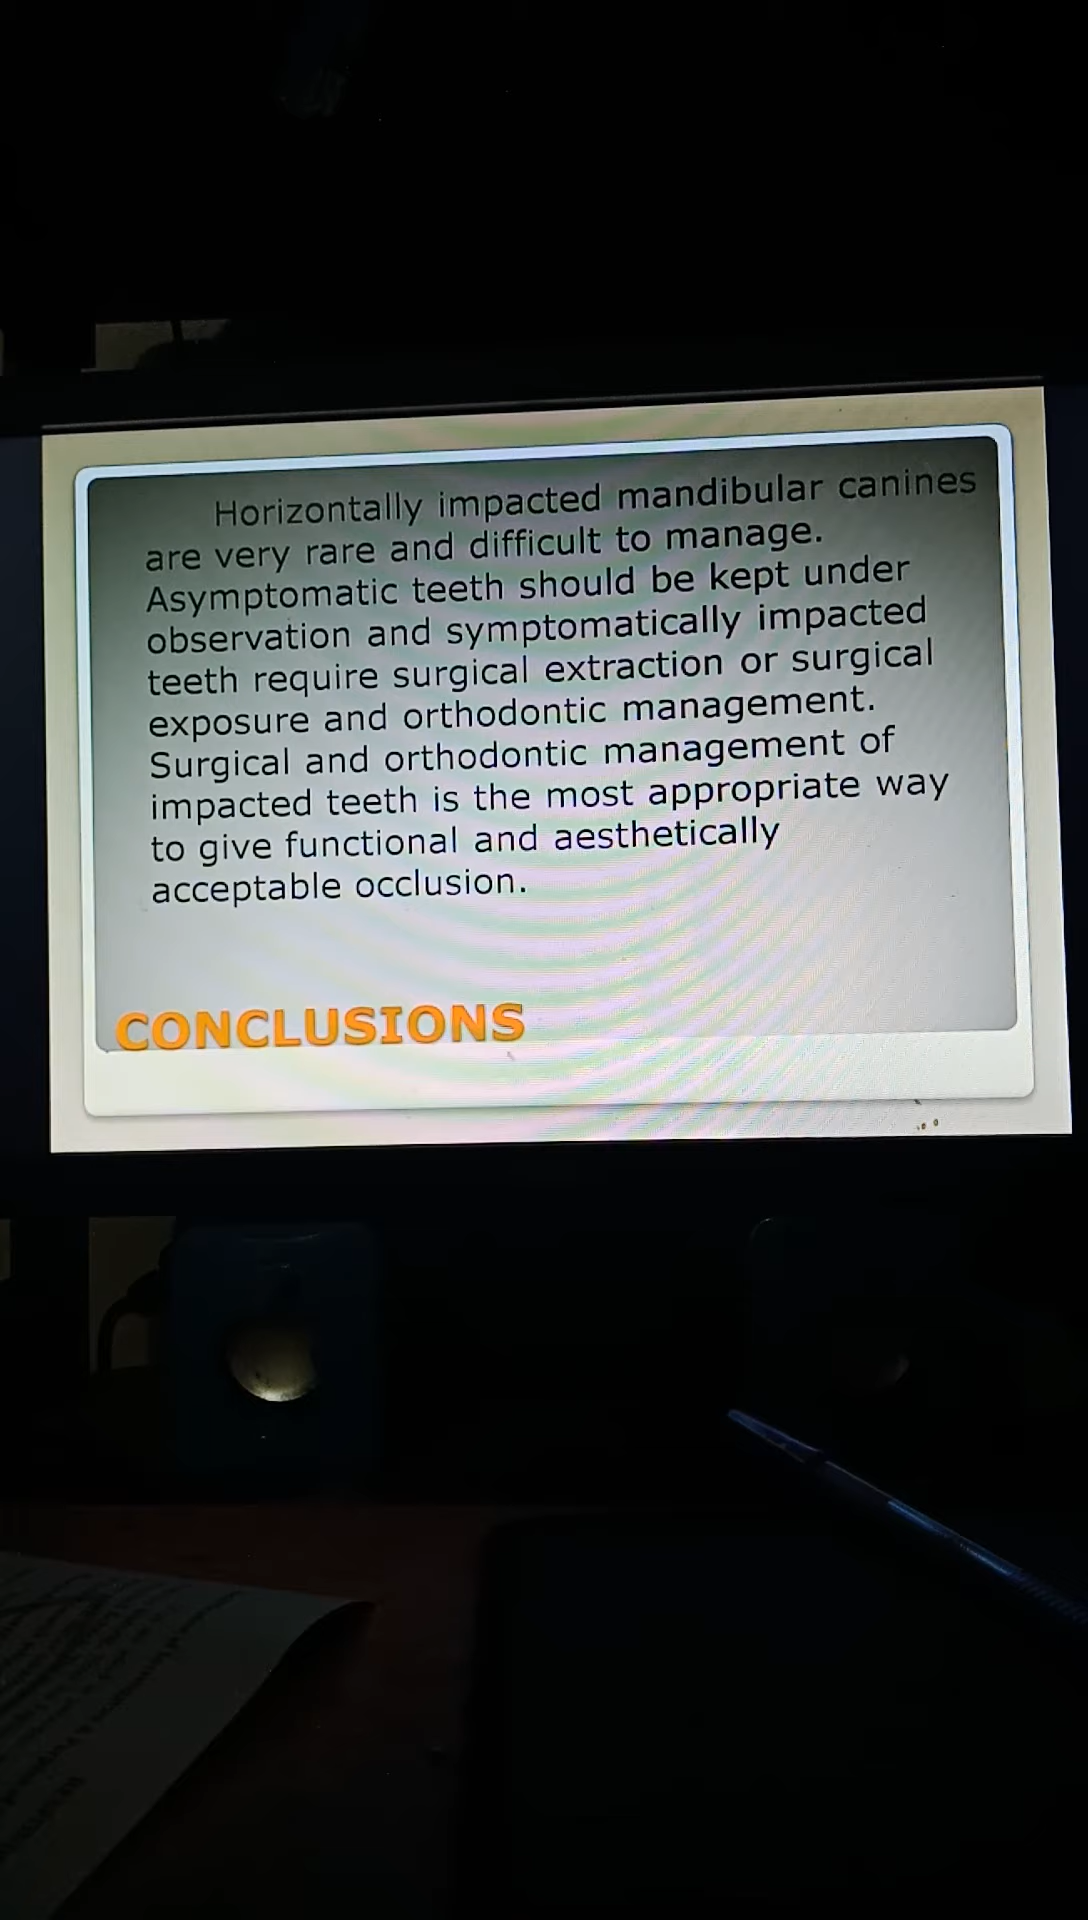 Horizontally impacted mandibular canines
are very rare and difficult to manage.
Asymptomatic teeth should be kept under
observation and symptomatically impacted
teeth require surgical extraction or surgical
exposure and orthodontic management.
Surgical and orthodontic management of
impacted teeth is the most appropriate way
to give functional and aesthetically
acceptable occlusion.
CONCLUSIONS